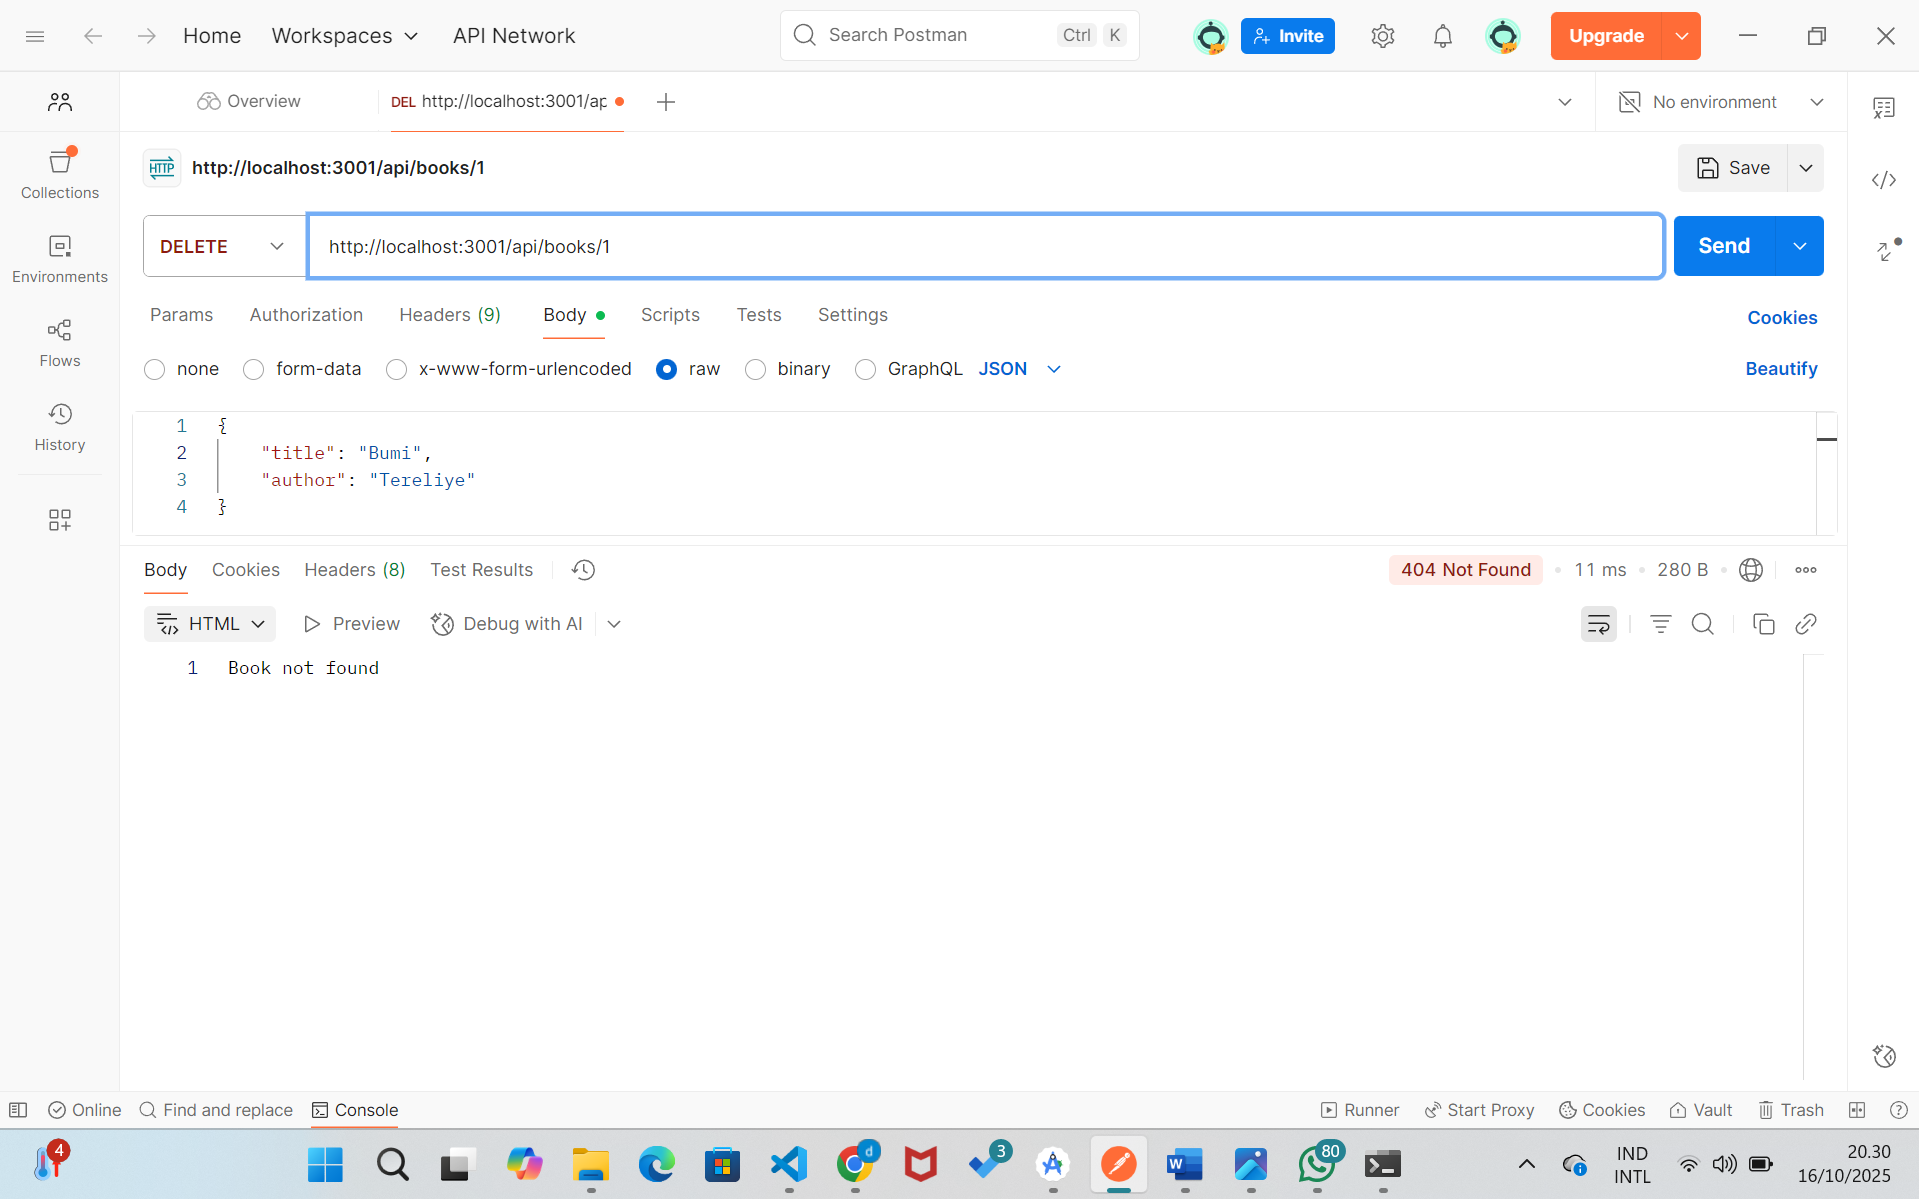 Home Workspaces API Network Search Postman Ctrl K Invite Upgrade
Overview DEL http://localhost:3001/ap No environment
HTTP http://localhost:3001/api/books/1 Save
Collections
DELETE http://localhost:3001/api/books/1 Send
Environments
Params Authorization Headers (9) Body Scripts Tests Settings Cookies
Flows
none form-data x-www-form-urlencoded raw binary GraphQL JSON Beautify
History
1 {
2 "title": "Bumi",
3 "author": "Tereliye"
4 }
Body Cookies Headers (8) Test Results 404 Not Found 11 ms 280 B
HTML Preview Debug with AI
1 Book not found
Online Find and replace Console Runner Start Proxy Cookies Vault Trash
4 d 3 80 IND 20.30
INTL 16/10/2025